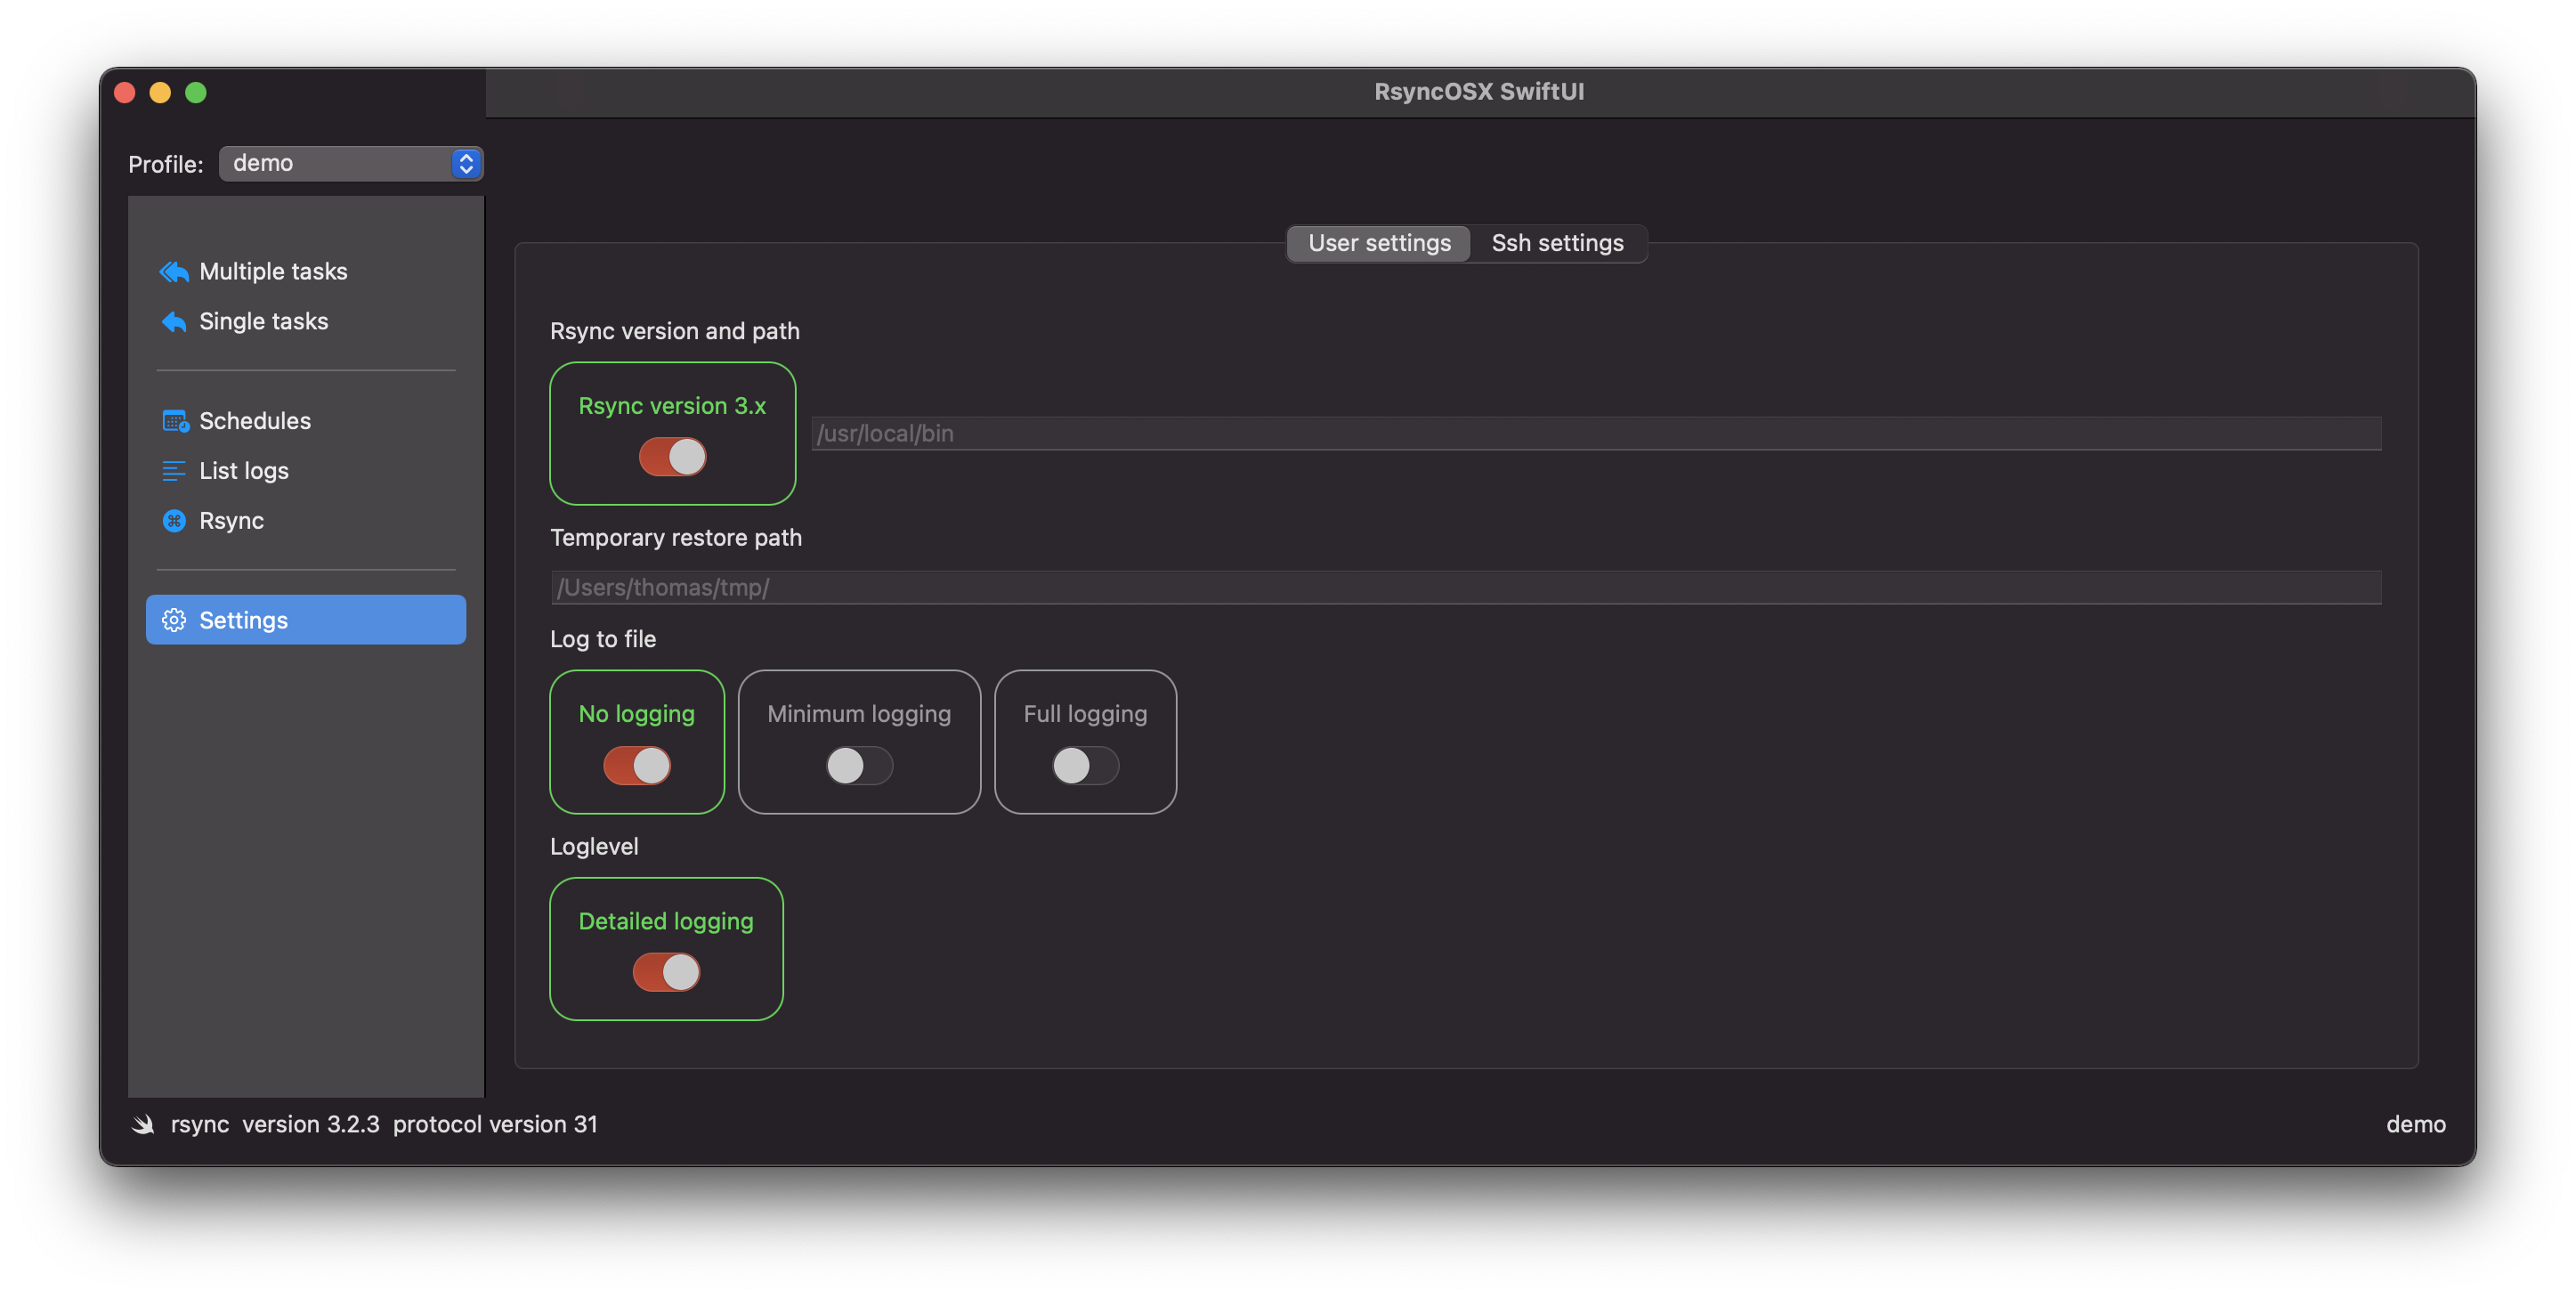 RsyncOSX SwiftUI
Profile: demo
Multiple tasks
Single tasks
Schedules
List logs
Rsync
Settings
User settings Ssh settings
Rsync version and path
Rsync version 3.x
/usr/local/bin
Temporary restore path
/Users/thomas/tmp/
Log to file
No logging Minimum logging Full logging
Loglevel
Detailed logging
rsync version 3.2.3 protocol version 31
demo